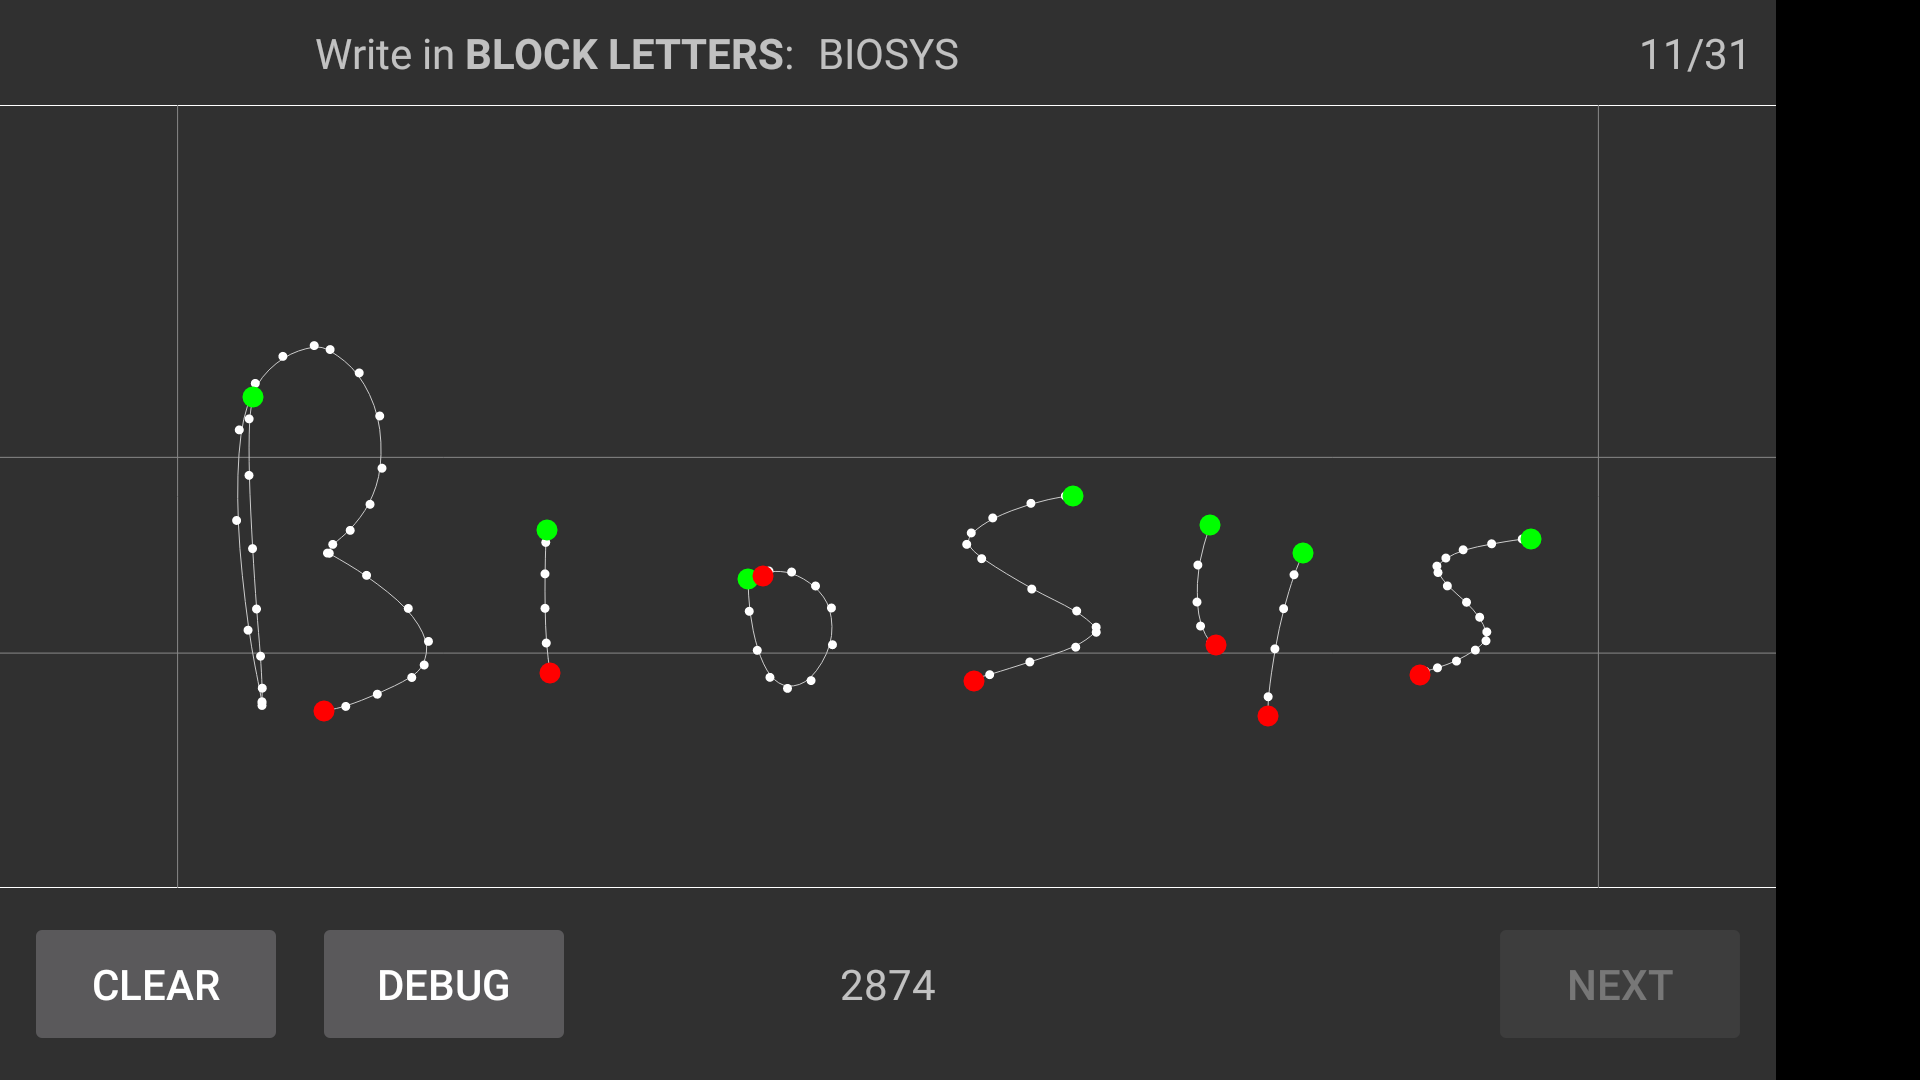 Write in BLOCK LETTERS: BIOSYS 11/31
BIOSYS
CLEAR DEBUG 2874 NEXT